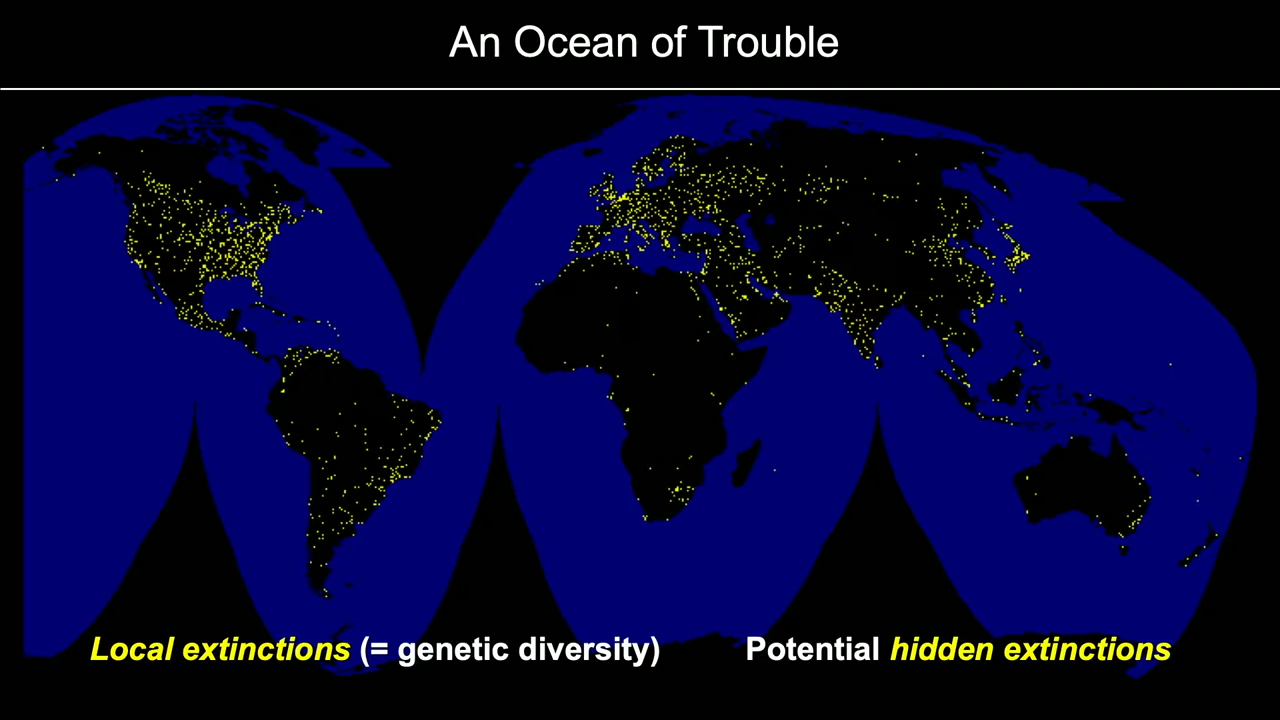 An Ocean of Trouble
Local extinctions (= genetic diversity)
Potential hidden extinctions